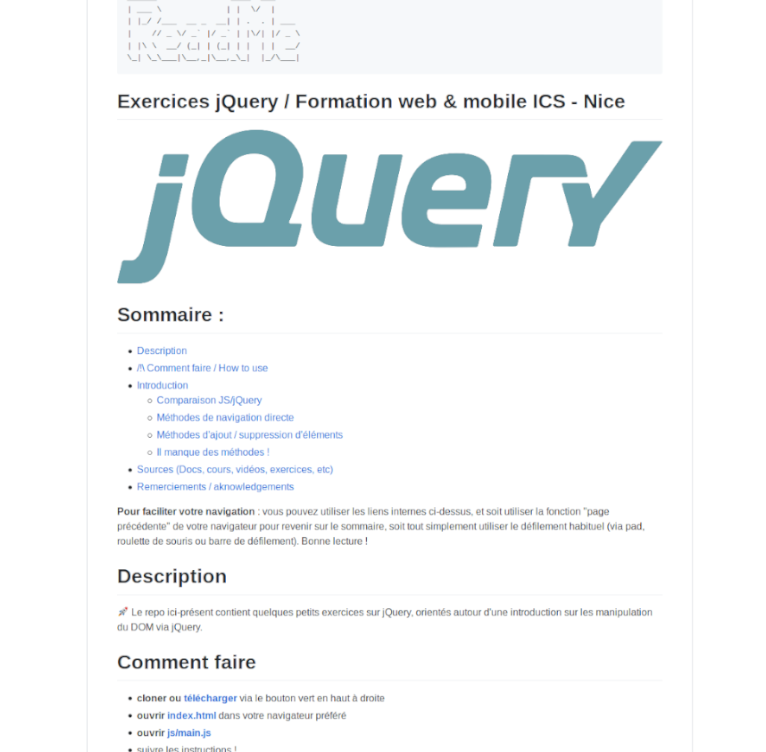 Exercices jQuery / Formation web & mobile ICS - Nice
jQuery
Sommaire :
Description
/!\ Comment faire / How to use
Introduction
Comparaison JS/jQuery
Méthodes de navigation directe
Méthodes d'ajout / suppression d'éléments
Il manque des méthodes !
Sources (Docs, cours, vidéos, exercices, etc)
Remerciements / aknowledgements
Pour faciliter votre navigation : vous pouvez utiliser les liens internes ci-dessus, et soit utiliser la fonction "page
précédente" de votre navigateur pour revenir sur le sommaire, soit tout simplement utiliser le défilement habituel (via pad,
roulette de souris ou barre de défilement). Bonne lecture !
Description
🚀 Le repo ici-présent contient quelques petits exercices sur jQuery, orientés autour d'une introduction sur les manipulation
du DOM via jQuery.
Comment faire
cloner ou télécharger via le bouton vert en haut à droite
ouvrir index.html dans votre navigateur préféré
ouvrir js/main.js
suivre les instructions !